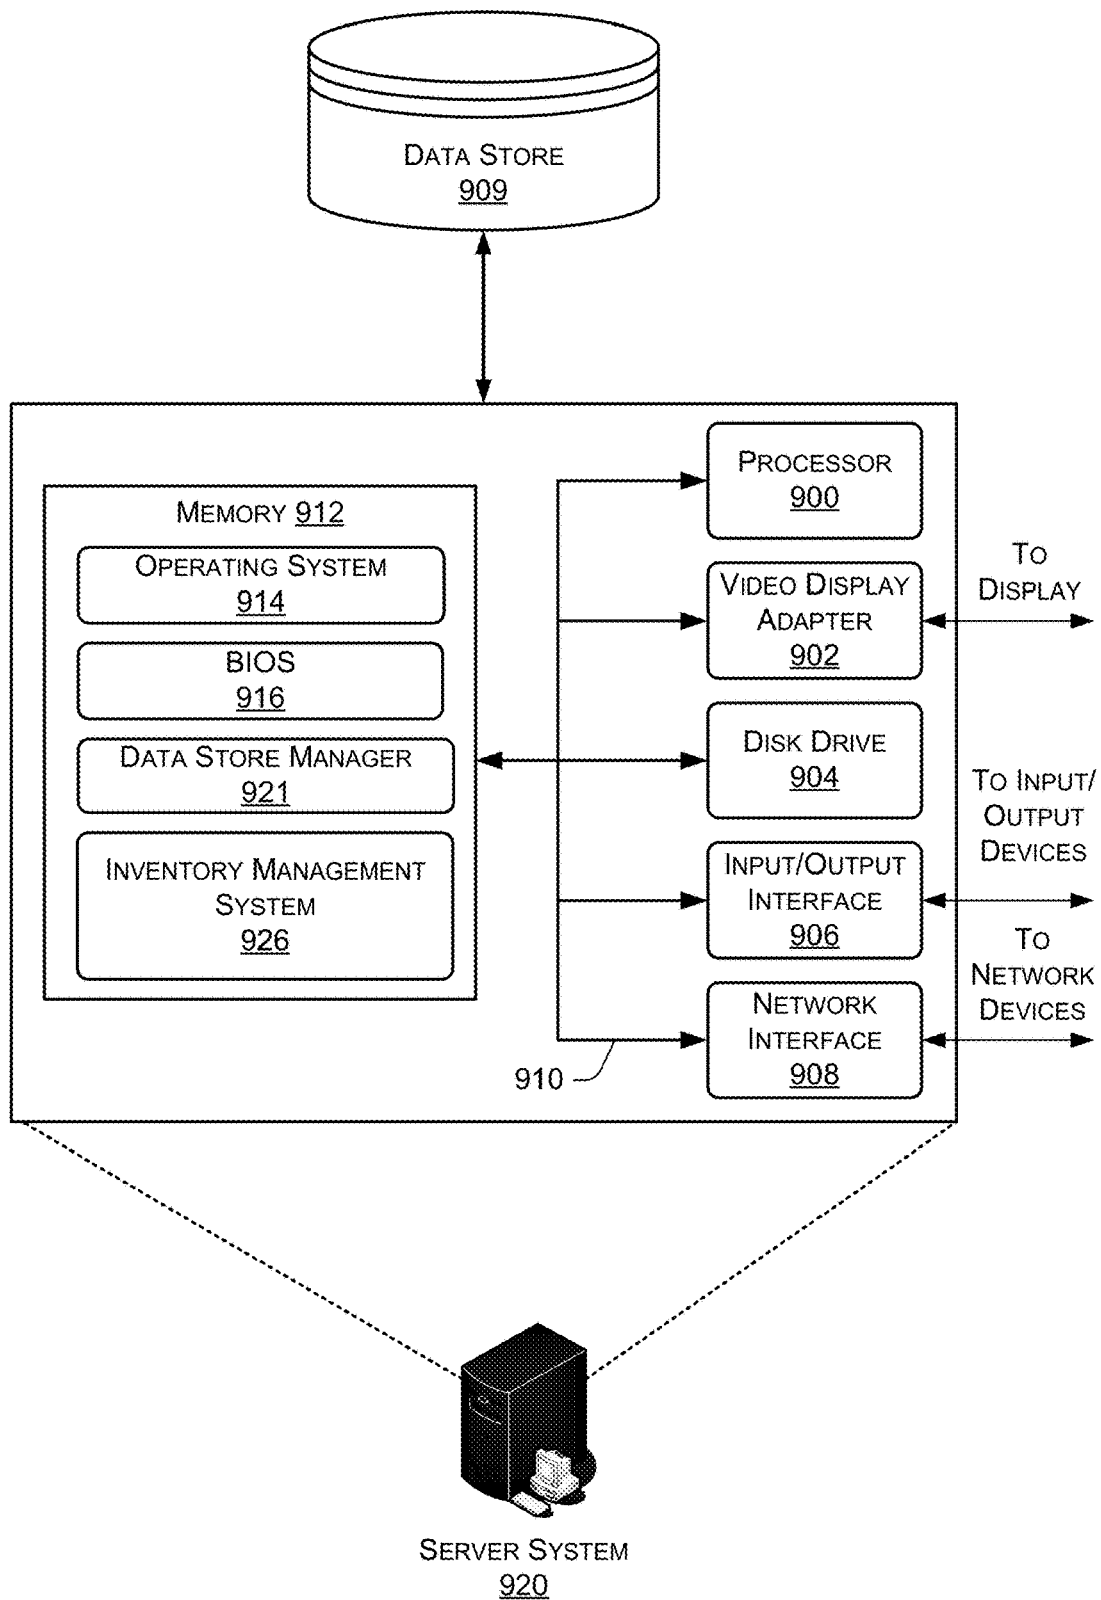 DATA STORE
909
MEMORY 912
OPERATING SYSTEM
914
BIOS
916
DATA STORE MANAGER
921
INVENTORY MANAGEMENT
SYSTEM
926
PROCESSOR
900
VIDEO DISPLAY
ADAPTER
902
TO
DISPLAY
DISK DRIVE
904
INPUT/OUTPUT
INTERFACE
906
TO INPUT/
OUTPUT
DEVICES
NETWORK
INTERFACE
908
TO
NETWORK
DEVICES
910
SERVER SYSTEM
920